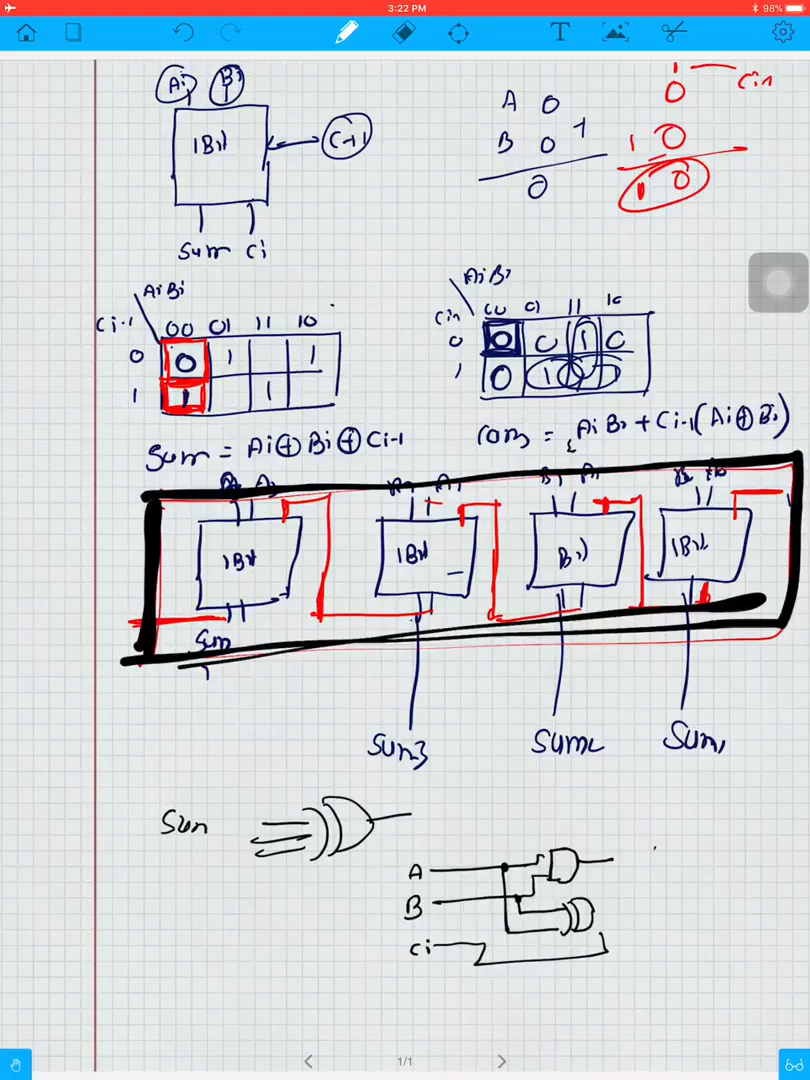 3:22 PM
98%
T
Ai Bi
1Bit
Ci-1
Sum Ci
A 0
B 0
0
1
0
Cin
1 0
1 0
AiBi
Ci-1 00 01 11 10
0 0 1 1
1 1 1
AiBi
Cin 00 01 11 10
0 0 0 1 0
1 0 1
Sum = Ai⊕Bi⊕Ci-1
= AiBi + Ci-1(Ai⊕Bi)
1Bit 1Bit Bit 1Bit
Sum
Sum3 Sum2 Sum1
Sum
A
B
Ci
1/1